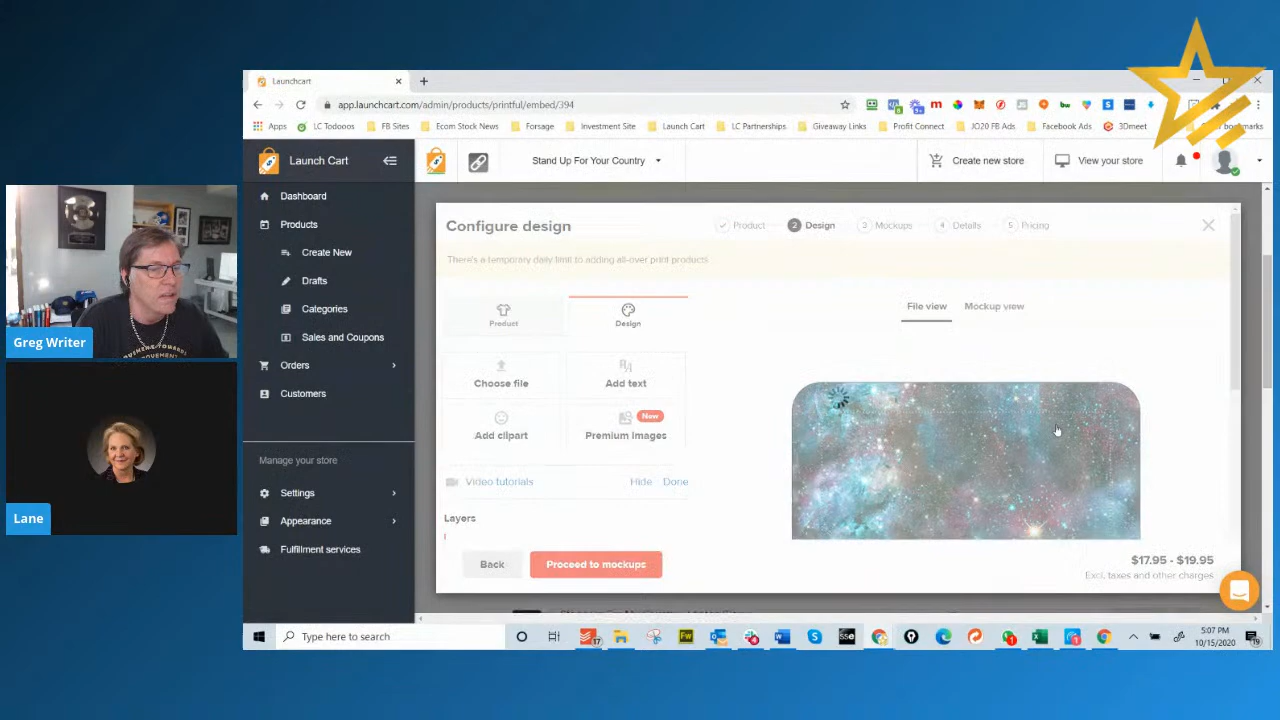 Launchcart
app.launchcart.com/admin/products/printful/embed/394
Apps
LC Todooos
FB Sites
Ecom Stock News
Forsage
Investment Site
Launch Cart
LC Partnerships
Giveaway Links
Profit Connect
JO20 FB Ads
Facebook Ads
3Dmeet
Launch Cart
Stand Up For Your Country
Create new store
View your store
Dashboard
Products
Create New
Drafts
Categories
Sales and Coupons
Orders
Customers
Manage your store
Settings
Appearance
Fulfillment services
Configure design
Product
2 Design
3 Mockups
4 Details
5 Pricing
There's a temporary daily limit to adding all-over print products
Product
Design
File view
Mockup view
Choose file
Add text
Add clipart
New
Premium images
Video tutorials
Hide
Done
Layers
Back
Proceed to mockups
$17.95 - $19.95
Excl. taxes and other charges
Greg Writer
Lane
Type here to search
5:07 PM
10/15/2020